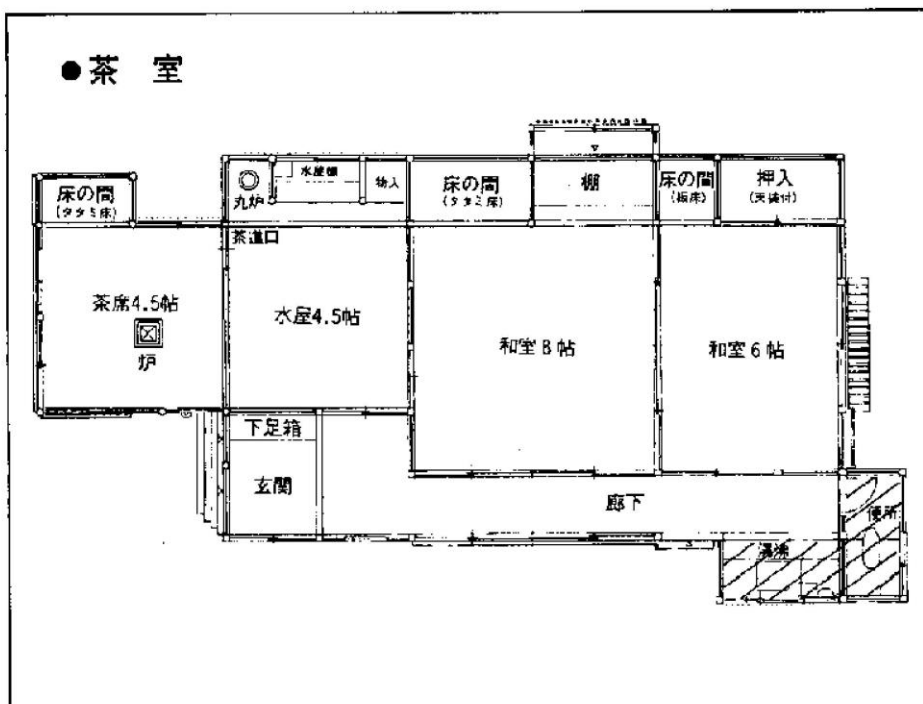 ●茶 室
床の間
(タタミ床)
丸炉
水屋棚
物入
床の間
(タタミ床)
棚
床の間
(板床)
押入
(天袋付)
茶道口
茶席4.5帖
炉
水屋4.5帖
和室8帖
和室6帖
下足箱
玄関
廊下
便所
湯沸